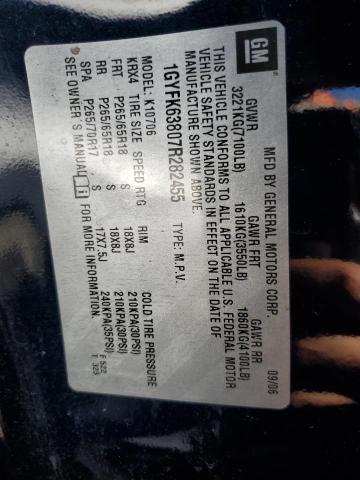 GM
MFD BY GENERAL MOTORS CORP. 09/06
GVWR GAWR FRT GAWR RR
3221KG(7100LB) 1610KG(3550LB) 1860KG(4100LB)
THIS VEHICLE CONFORMS TO ALL APPLICABLE U.S. FEDERAL MOTOR
VEHICLE SAFETY STANDARDS IN EFFECT ON THE DATE OF
MANUFACTURE SHOWN ABOVE.
1GYFK63807R282455 TYPE: M.P.V.
MODEL: K10706
KRX4 TIRE SIZE SPEED RTG RIM COLD TIRE PRESSURE
FRT P265/65R18 S 18X8J 210KPA(30PSI)
RR P265/65R18 S 18X8J 210KPA(30PSI)
SPA P265/70R17 S 17X7.5J 240KPA(35PSI)
SEE OWNER'S MANUAL i FOR MORE INFORMATION. F 522
T 323